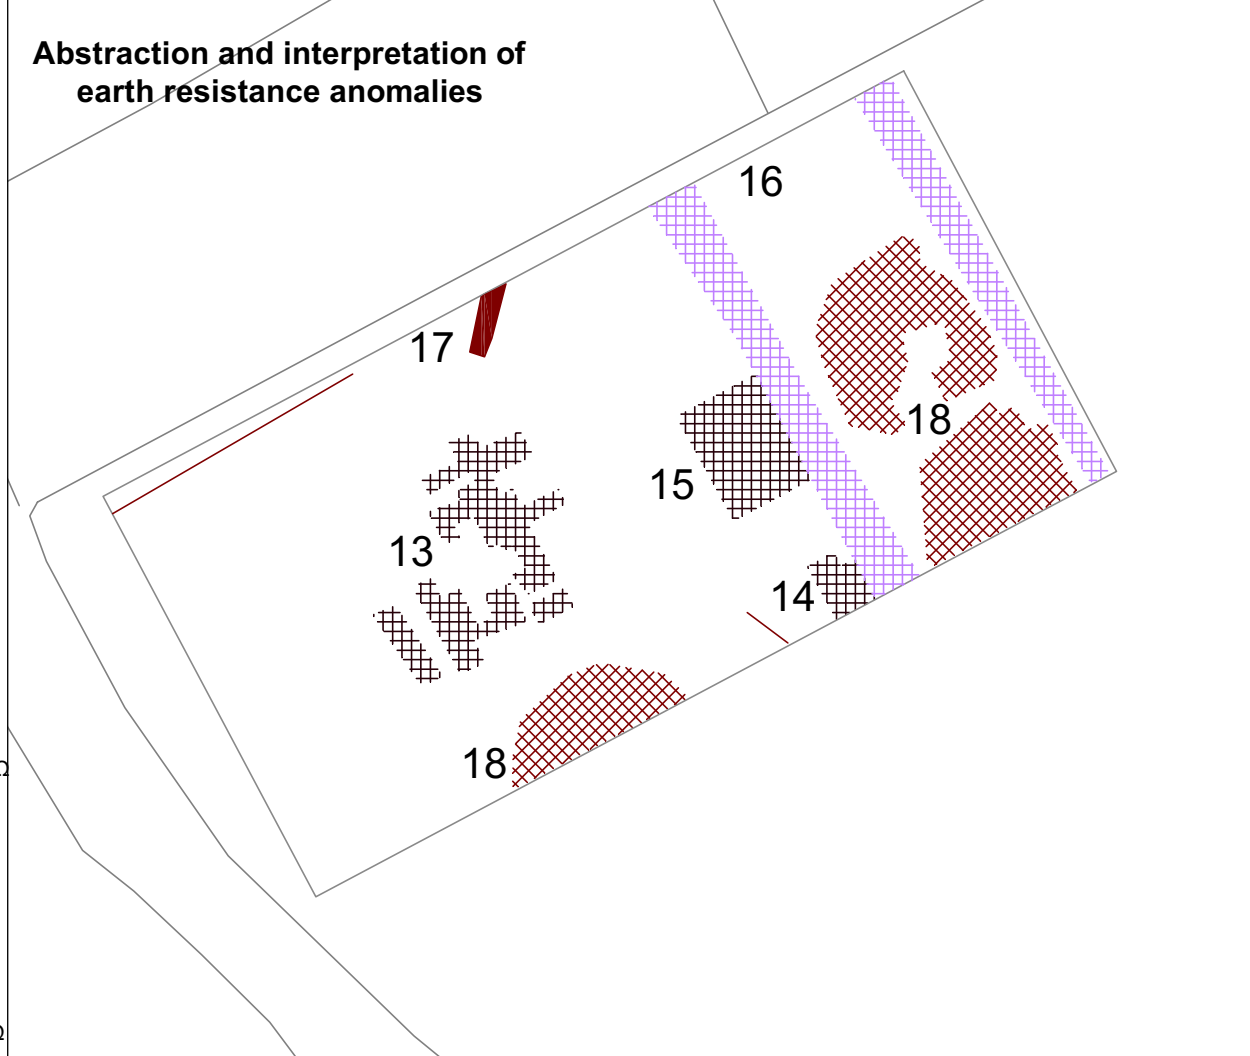 Abstraction and interpretation of
earth resistance anomalies
16
17
18
15
13
14
18
Ω
Ω